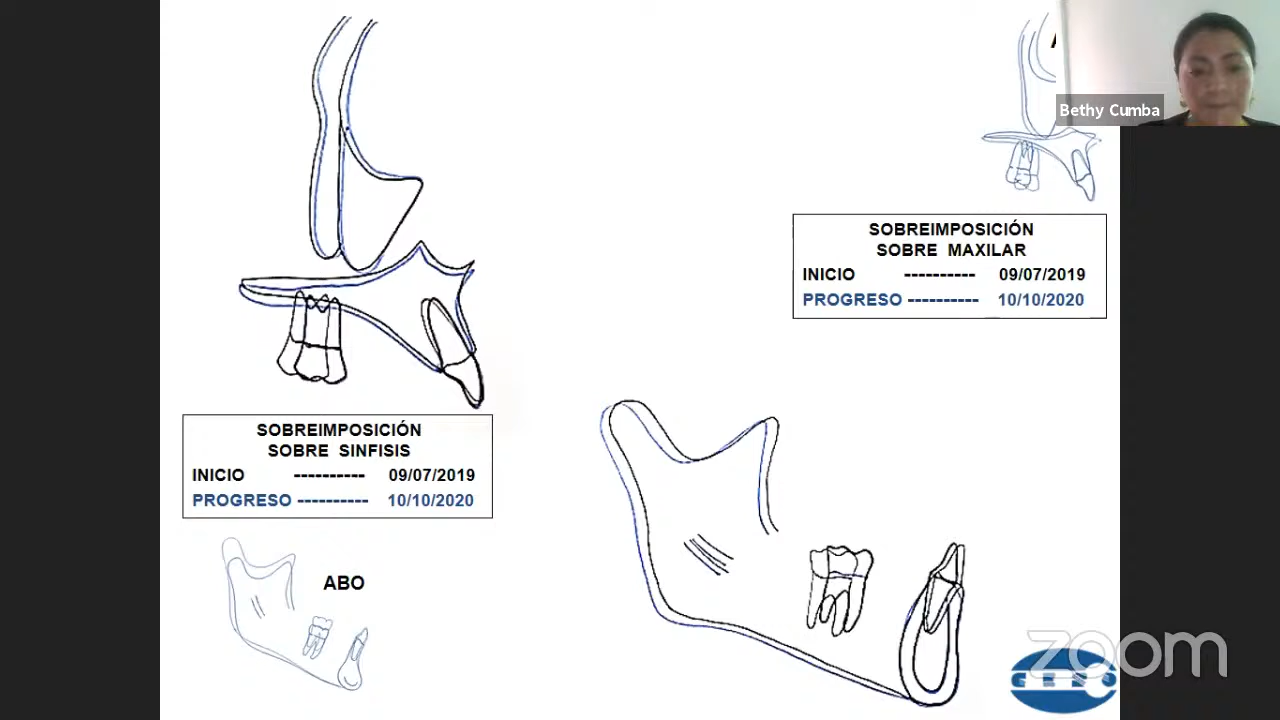 Bethy Cumba
SOBREIMPOSICIÓN
SOBRE MAXILAR
INICIO ---------- 09/07/2019
PROGRESO ---------- 10/10/2020
SOBREIMPOSICIÓN
SOBRE SINFISIS
INICIO ---------- 09/07/2019
PROGRESO ---------- 10/10/2020
ABO
zoom